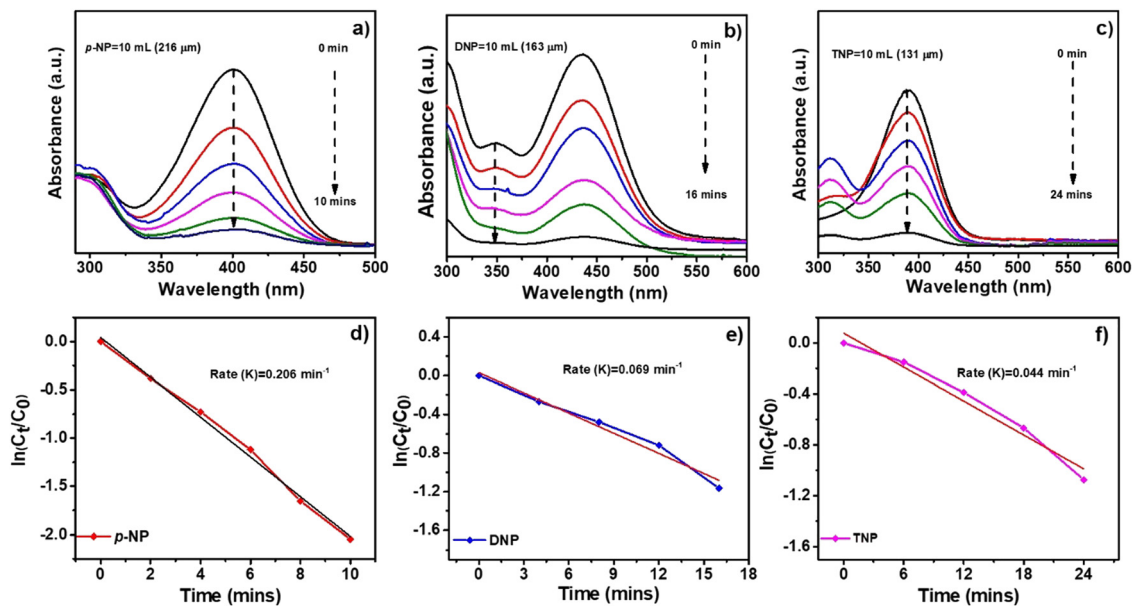 a)
p-NP=10 mL (216 μm)
0 min
10 mins
Absorbance (a.u.)
300 350 400 450 500
Wavelength (nm)
b)
DNP=10 mL (163 μm)
0 min
16 mins
Absorbance (a.u.)
300 350 400 450 500 550 600
Wavelength (nm)
c)
TNP=10 mL (131 μm)
0 min
24 mins
Absorbance (a.u.)
300 350 400 450 500 550 600
Wavelength (nm)
d)
Rate (K)=0.206 min⁻¹
ln(Ct/C0)
0.0
-0.5
-1.0
-1.5
-2.0
p-NP
0 2 4 6 8 10
Time (mins)
e)
Rate (K)=0.069 min⁻¹
ln(Ct/C0)
0.4
0.0
-0.4
-0.8
-1.2
-1.6
DNP
0 3 6 9 12 15 18
Time (mins)
f)
Rate (K)=0.044 min⁻¹
ln(Ct/C0)
0.0
-0.4
-0.8
-1.2
-1.6
TNP
0 6 12 18 24
Time (mins)